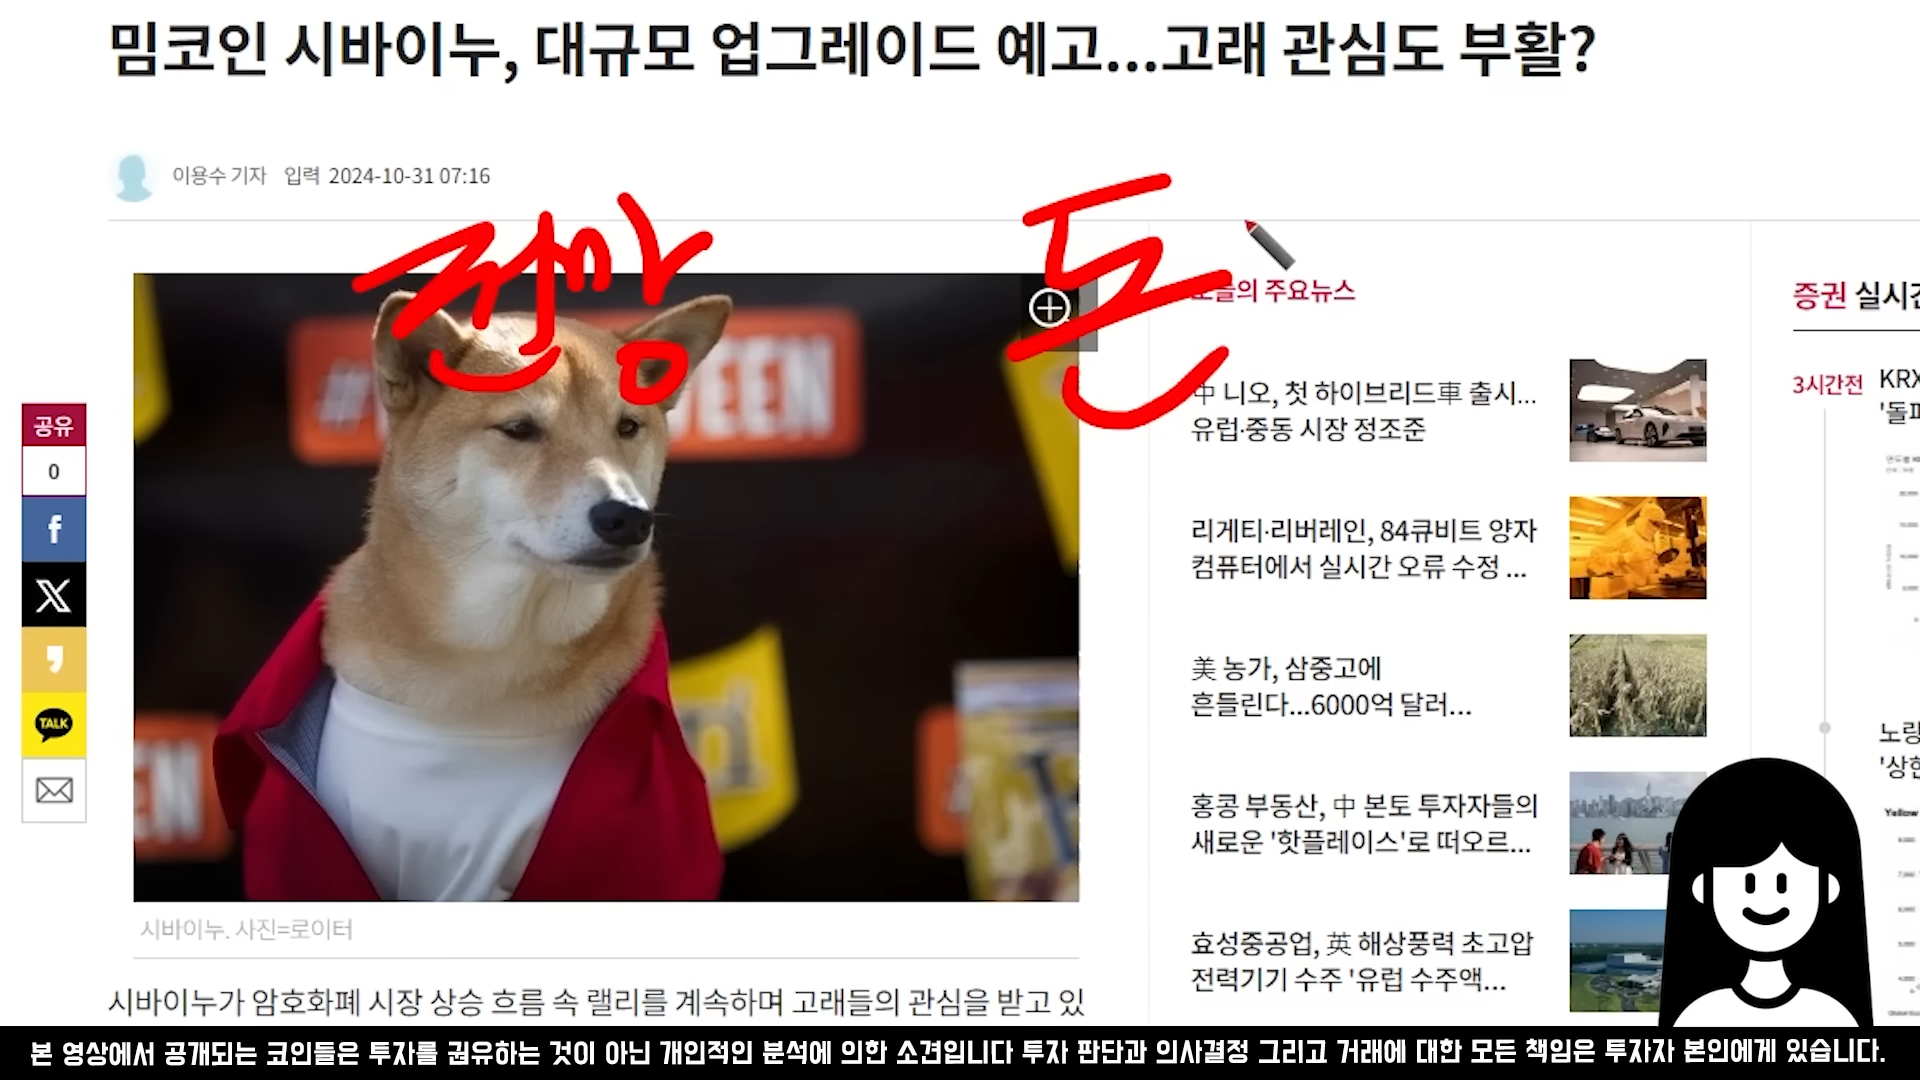 밈코인 시바이누, 대규모 업그레이드 예고...고래 관심도 부활?
이용수 기자 입력 2024-10-31 07:16
전망
돈
공유
0
f
X
TALK
시바이누. 사진=로이터
시바이누가 암호화폐 시장 상승 흐름 속 랠리를 계속하며 고래들의 관심을 받고 있
오늘의 주요뉴스
中 니오, 첫 하이브리드車 출시...
유럽·중동 시장 정조준
리게티·리버레인, 84큐비트 양자
컴퓨터에서 실시간 오류 수정 ...
美 농가, 삼중고에
흔들린다...6000억 달러...
홍콩 부동산, 中 본토 투자자들의
새로운 '핫플레이스'로 떠오르...
효성중공업, 英 해상풍력 초고압
전력기기 수주 '유럽 수주액...
증권 실시간
3시간전
KRX
노랑
Yellow
본 영상에서 공개되는 코인들은 투자를 권유하는 것이 아닌 개인적인 분석에 의한 소견입니다 투자 판단과 의사결정 그리고 거래에 대한 모든 책임은 투자자 본인에게 있습니다.